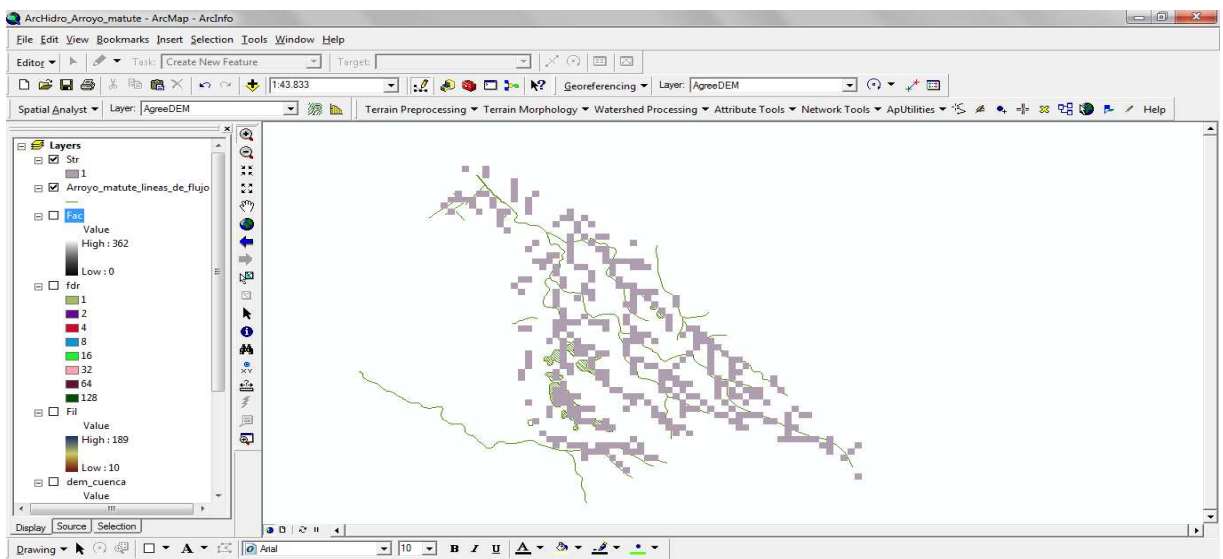 ArcHidro_Arroyo_matute - ArcMap - ArcInfo
File Edit View Bookmarks Insert Selection Tools Window Help
Editor Task: Create New Feature Target:
1:43.833 Georeferencing Layer: AgreeDEM
Spatial Analyst Layer: AgreeDEM Terrain Preprocessing Terrain Morphology Watershed Processing Attribute Tools Network Tools ApUtilities Help
Layers
Str
1
Arroyo_matute_lineas_de_flujo
Fac
Value
High : 362
Low : 0
fdr
1
2
4
8
16
32
64
128
Fil
Value
High : 189
Low : 10
dem_cuenca
Value
Display Source Selection
Drawing A Arial 10 B I U A